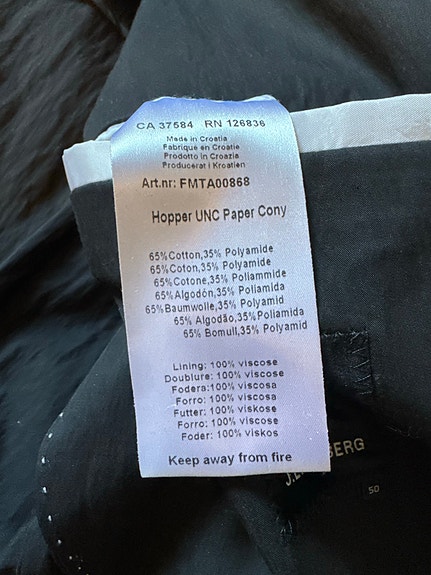 CA 37584 RN 126836
Made in Croatia
Fabriqué en Croatie
Prodotto in Croazie
Producerat i Kroatien
Art.nr: FMTA00868
Hopper UNC Paper Cony
65%Cotton,35% Polyamide
65%Coton,35% Polyamide
65%Cotone,35% Poliammide
65%Algodón,35% Poliamida
65%Baumwolle,35% Polyamid
65% Algodão,35%Poliamida
65% Bomull,35% Polyamid
Lining: 100% viscose
Doublure: 100% viscose
Fodera:100% viscosa
Forro: 100% viscosa
Futter: 100% viskose
Forro: 100% viscose
Foder: 100% viskos
Keep away from fire
50